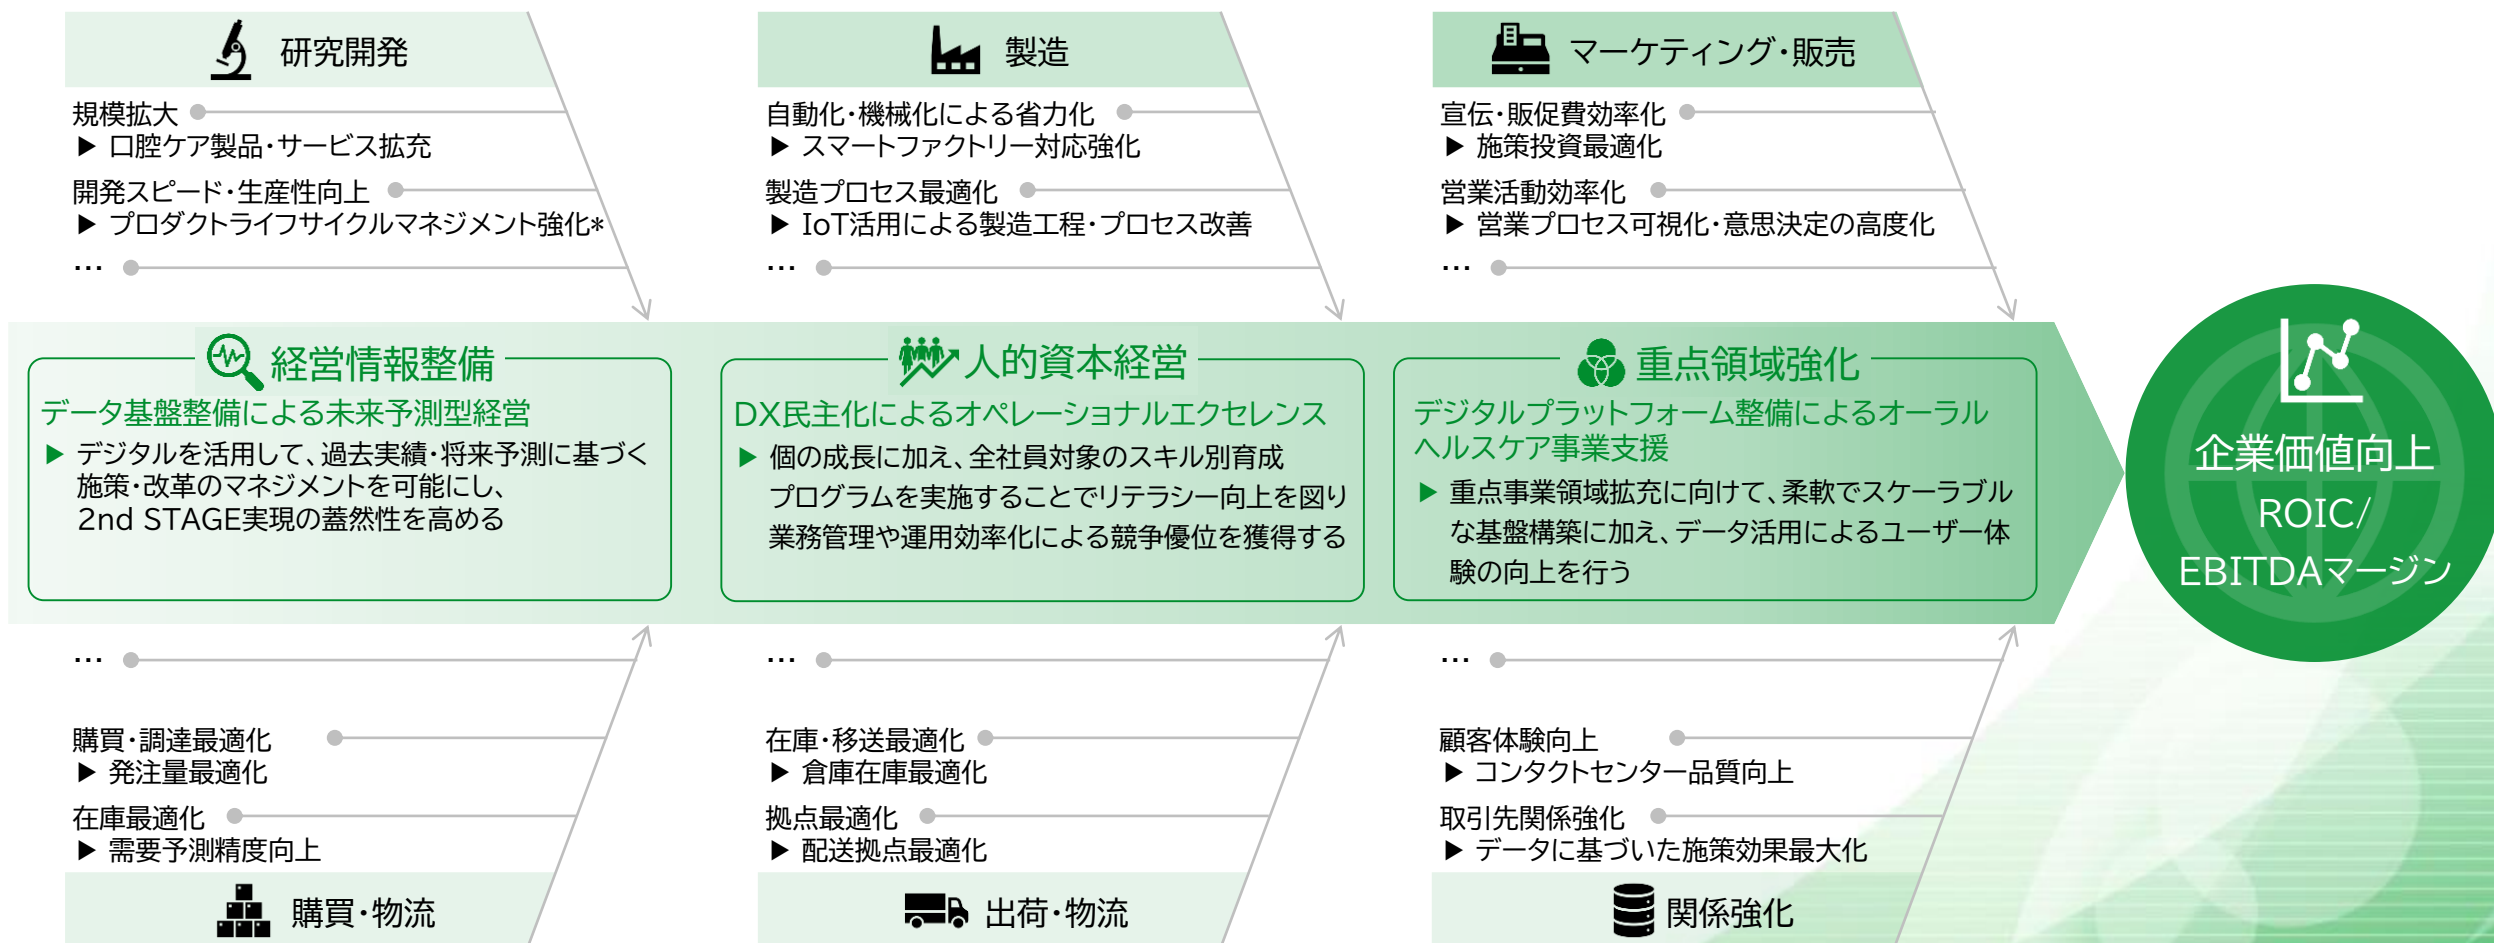 研究開発
規模拡大
▶ 口腔ケア製品・サービス拡充
開発スピード・生産性向上
▶ プロダクトライフサイクルマネジメント強化*
…
製造
自動化・機械化による省力化
▶ スマートファクトリー対応強化
製造プロセス最適化
▶ IoT活用による製造工程・プロセス改善
…
マーケティング・販売
宣伝・販促費効率化
▶ 施策投資最適化
営業活動効率化
▶ 営業プロセス可視化・意思決定の高度化
…
経営情報整備
データ基盤整備による未来予測型経営
▶ デジタルを活用して、過去実績・将来予測に基づく
施策・改革のマネジメントを可能にし、
2nd STAGE実現の蓋然性を高める
人的資本経営
DX民主化によるオペレーショナルエクセレンス
▶ 個の成長に加え、全社員対象のスキル別育成
プログラムを実施することでリテラシー向上を図り
業務管理や運用効率化による競争優位を獲得する
重点領域強化
デジタルプラットフォーム整備によるオーラル
ヘルスケア事業支援
▶ 重点事業領域拡充に向けて、柔軟でスケーラブル
な基盤構築に加え、データ活用によるユーザー体
験の向上を行う
企業価値向上
ROIC/
EBITDAマージン
…
購買・調達最適化
▶ 発注量最適化
在庫最適化
▶ 需要予測精度向上
購買・物流
…
在庫・移送最適化
▶ 倉庫在庫最適化
拠点最適化
▶ 配送拠点最適化
出荷・物流
…
顧客体験向上
▶ コンタクトセンター品質向上
取引先関係強化
▶ データに基づいた施策効果最大化
関係強化